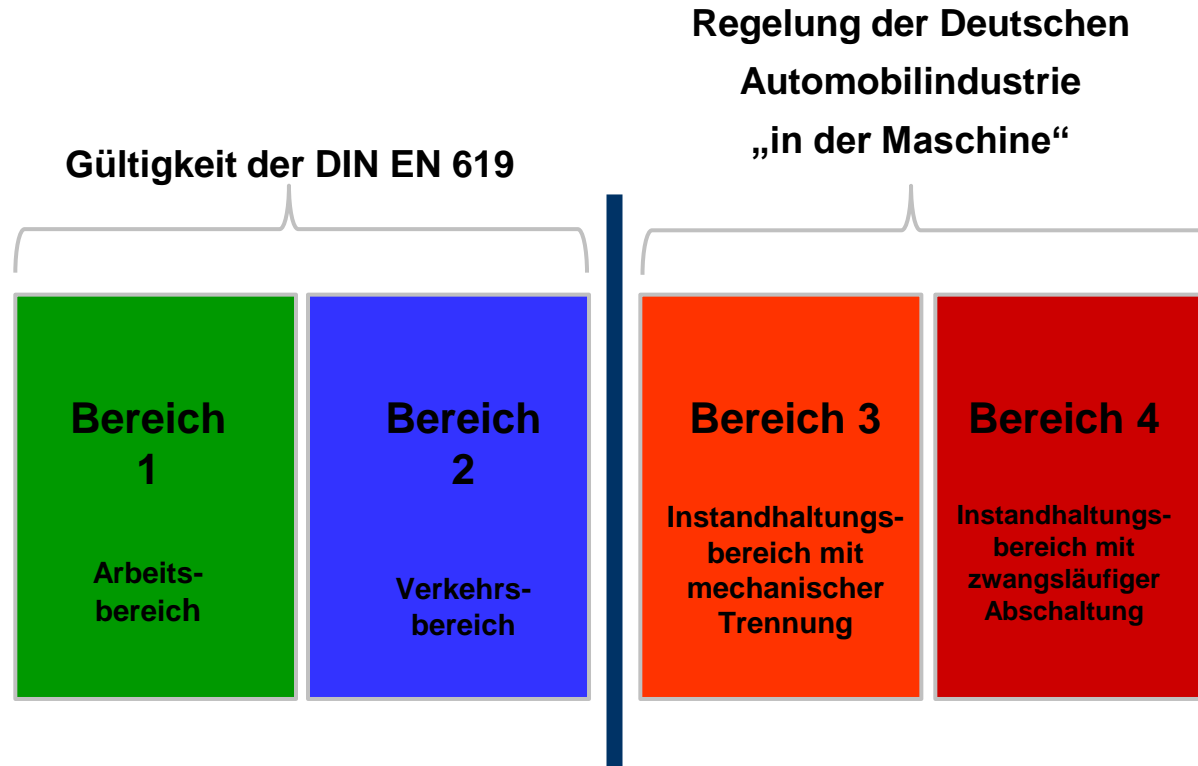 Regelung der Deutschen
Automobilindustrie
„in der Maschine“
Gültigkeit der DIN EN 619
Bereich
1
Arbeits-
bereich
Bereich
2
Verkehrs-
bereich
Bereich 3
Instandhaltungs-
bereich mit
mechanischer
Trennung
Bereich 4
Instandhaltungs-
bereich mit
zwangsläufiger
Abschaltung